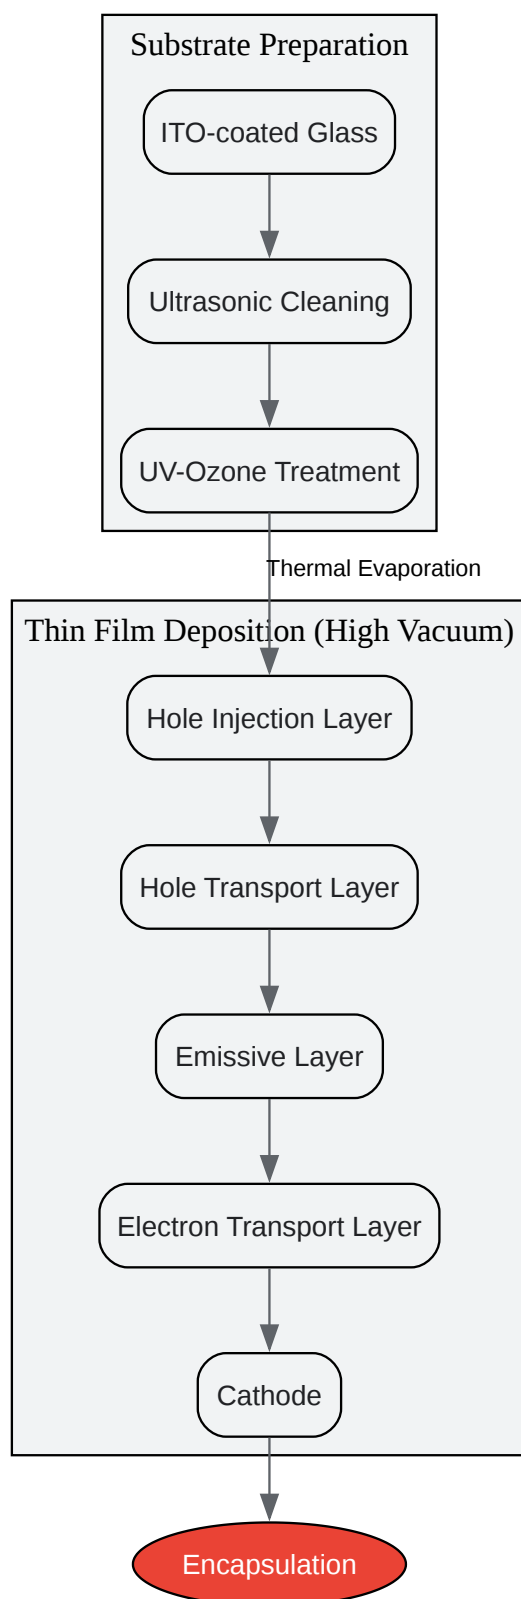 Substrate Preparation
ITO-coated Glass
Ultrasonic Cleaning
UV-Ozone Treatment
Thermal Evaporation
Thin Film Deposition (High Vacuum)
Hole Injection Layer
Hole Transport Layer
Emissive Layer
Electron Transport Layer
Cathode
Encapsulation